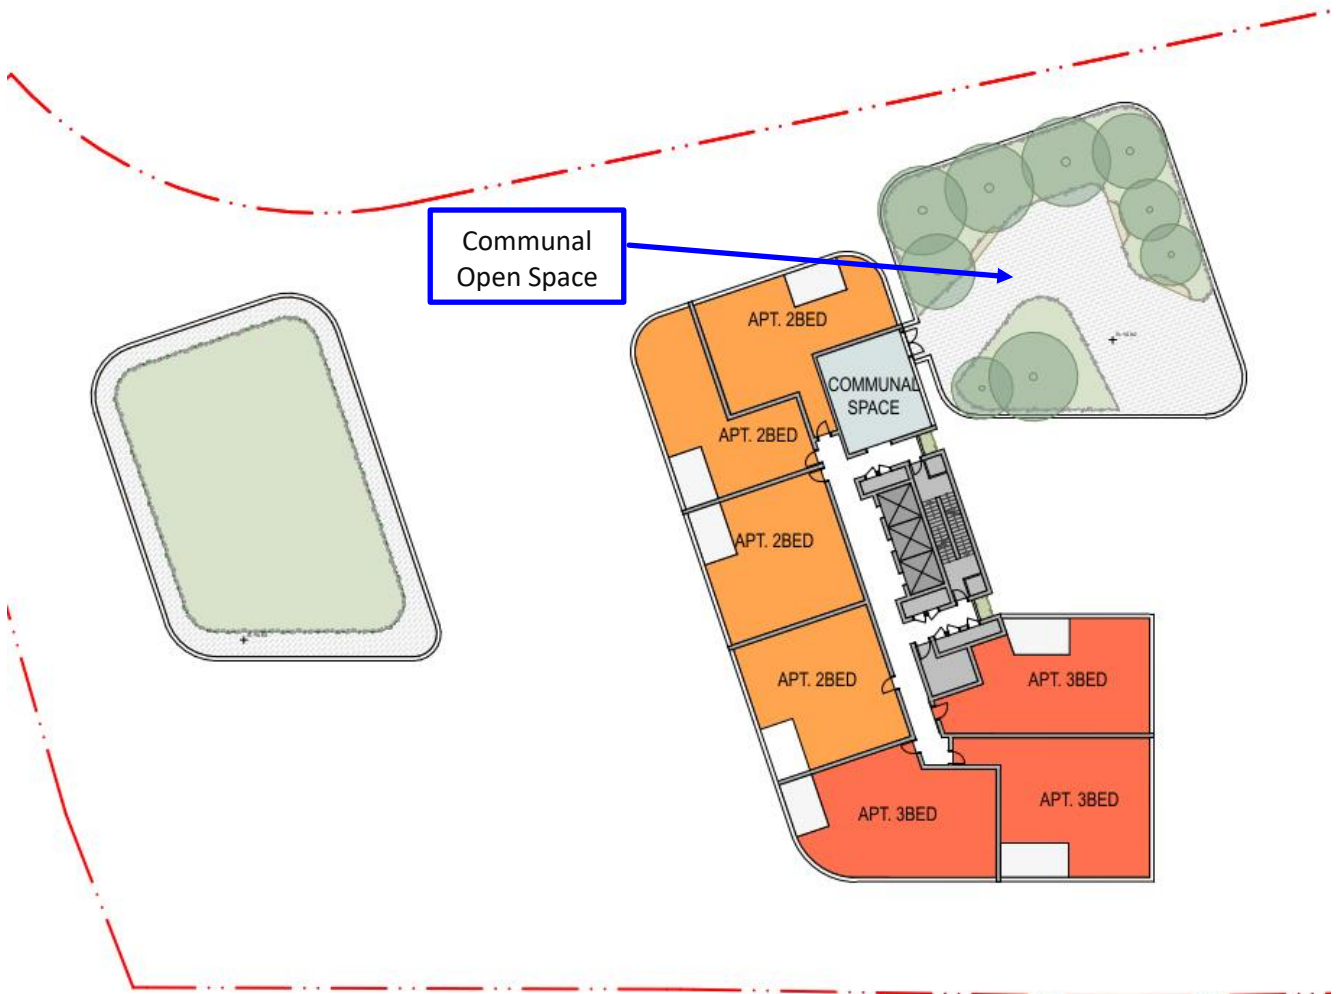 Communal
Open Space
APT. 2BED
COMMUNAL
SPACE
APT. 2BED
APT. 2BED
APT. 2BED
APT. 3BED
APT. 3BED
APT. 3BED